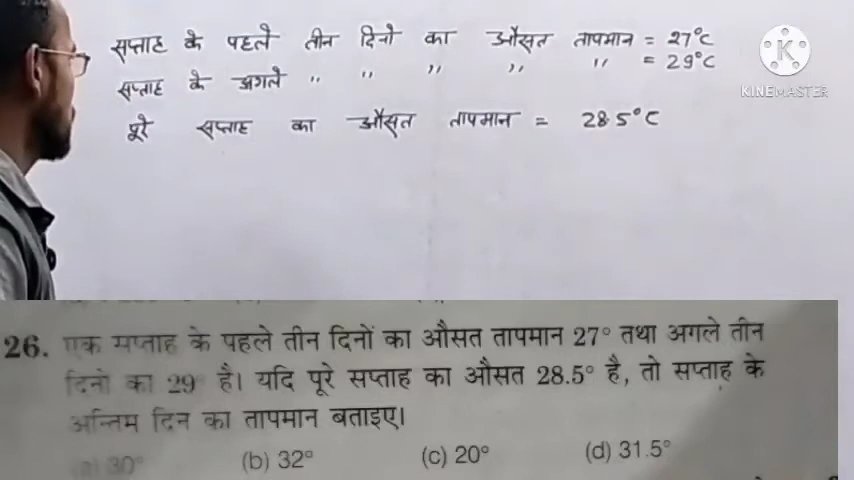 सप्ताह के पहले तीन दिनो का औसत तापमान = 27°C
सप्ताह के अगले " " " " " = 29°C
पूरे सप्ताह का औसत तापमान = 28.5°C
K
KINEMASTER
26. एक सप्ताह के पहले तीन दिनों का औसत तापमान 27° तथा अगले तीन
दिनों का 29° है। यदि पूरे सप्ताह का औसत 28.5° है, तो सप्ताह के
अन्तिम दिन का तापमान बताइए।
(a) 30° (b) 32° (c) 20° (d) 31.5°